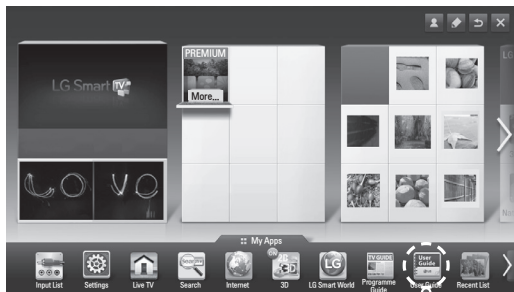 LG Smart TV
PREMIUM
More...
LG
My Apps
Input List
Settings
Live TV
Search
Internet
3D
LG Smart World
TV GUIDE
Programme
Guide
User
Guide
User Guide
Recent List